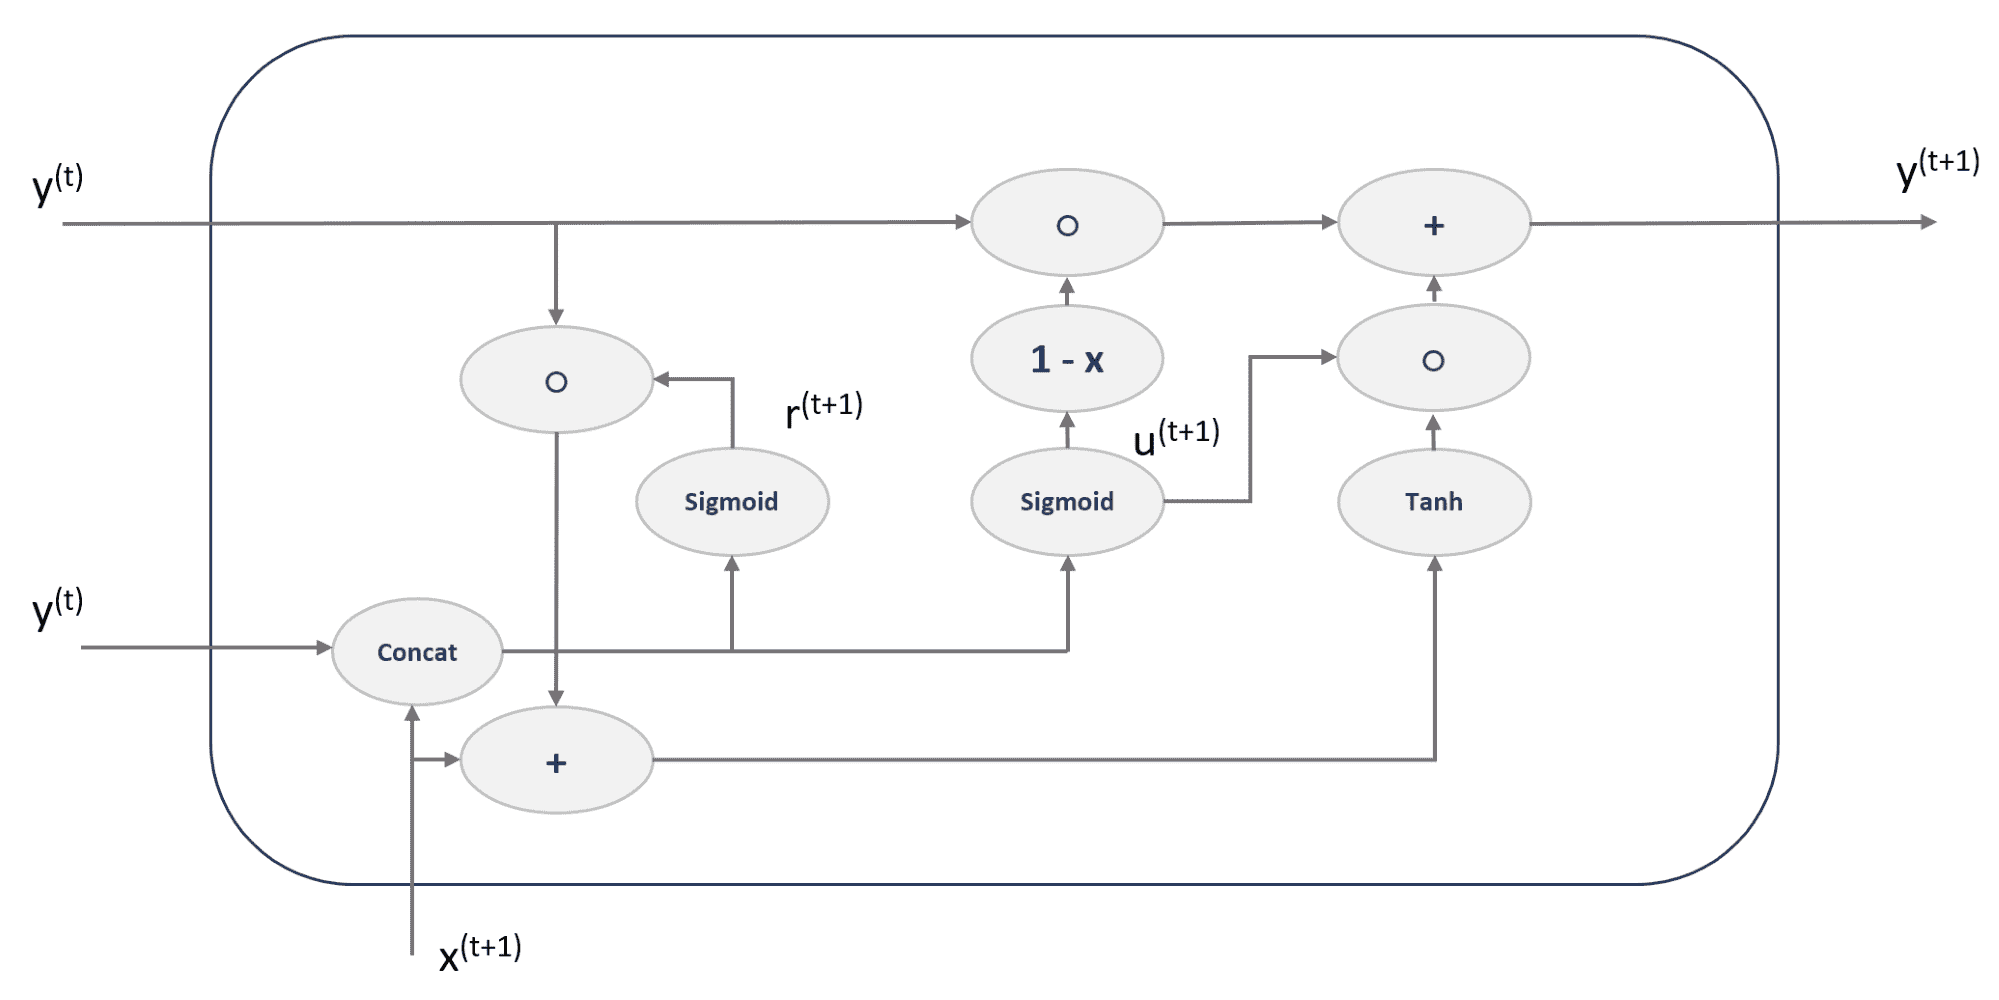 y(t)
y(t+1)
○
+
○
1 - x
○
r(t+1)
u(t+1)
Sigmoid
Sigmoid
Tanh
y(t)
Concat
+
x(t+1)